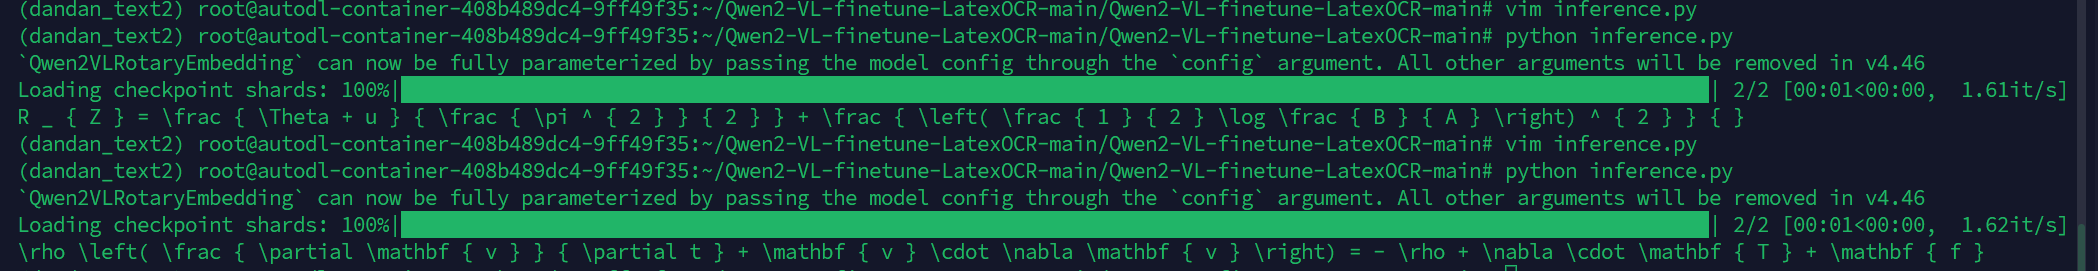 (dandan_text2) root@autodl-container-408b489dc4-9ff49f35:~/Qwen2-VL-finetune-LatexOCR-main/Qwen2-VL-finetune-LatexOCR-main# vim inference.py
(dandan_text2) root@autodl-container-408b489dc4-9ff49f35:~/Qwen2-VL-finetune-LatexOCR-main/Qwen2-VL-finetune-LatexOCR-main# python inference.py
`Qwen2VLRotaryEmbedding` can now be fully parameterized by passing the model config through the `config` argument. All other arguments will be removed in v4.46
Loading checkpoint shards: 100%| | 2/2 [00:01<00:00, 1.61it/s]
R _ { Z } = \frac { \Theta + u } { \frac { \pi ^ { 2 } } { 2 } } + \frac { \left( \frac { 1 } { 2 } \log \frac { B } { A } \right) ^ { 2 } } { }
(dandan_text2) root@autodl-container-408b489dc4-9ff49f35:~/Qwen2-VL-finetune-LatexOCR-main/Qwen2-VL-finetune-LatexOCR-main# vim inference.py
(dandan_text2) root@autodl-container-408b489dc4-9ff49f35:~/Qwen2-VL-finetune-LatexOCR-main/Qwen2-VL-finetune-LatexOCR-main# python inference.py
`Qwen2VLRotaryEmbedding` can now be fully parameterized by passing the model config through the `config` argument. All other arguments will be removed in v4.46
Loading checkpoint shards: 100%| | 2/2 [00:01<00:00, 1.62it/s]
\rho \left( \frac { \partial \mathbf { v } } { \partial t } + \mathbf { v } \cdot \nabla \mathbf { v } \right) = - \rho + \nabla \cdot \mathbf { T } + \mathbf { f }